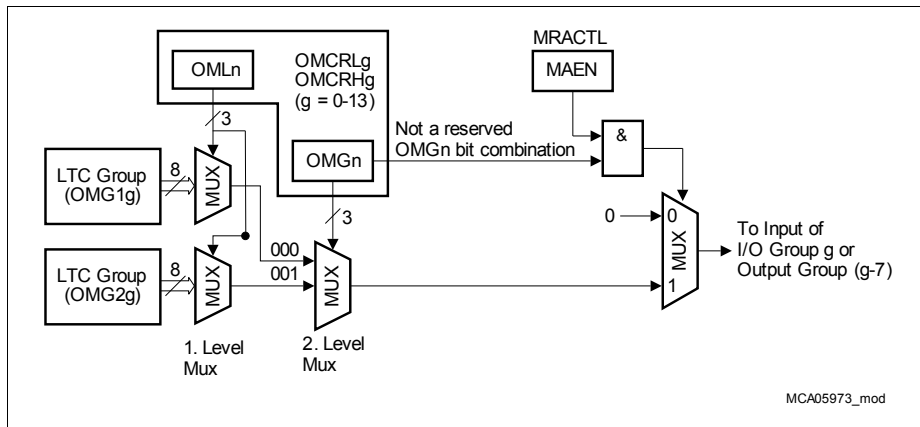 MRACTL
OMLn
OMCRLg
OMCRHg
(g = 0-13)
MAEN
3
Not a reserved
OMGn bit combination
&
OMGn
LTC Group
(OMG1g)
8
MUX
3
0
0
MUX
1
To Input of
I/O Group g or
Output Group (g-7)
000
001
LTC Group
(OMG2g)
8
MUX
MUX
1. Level
Mux
2. Level
Mux
MCA05973_mod